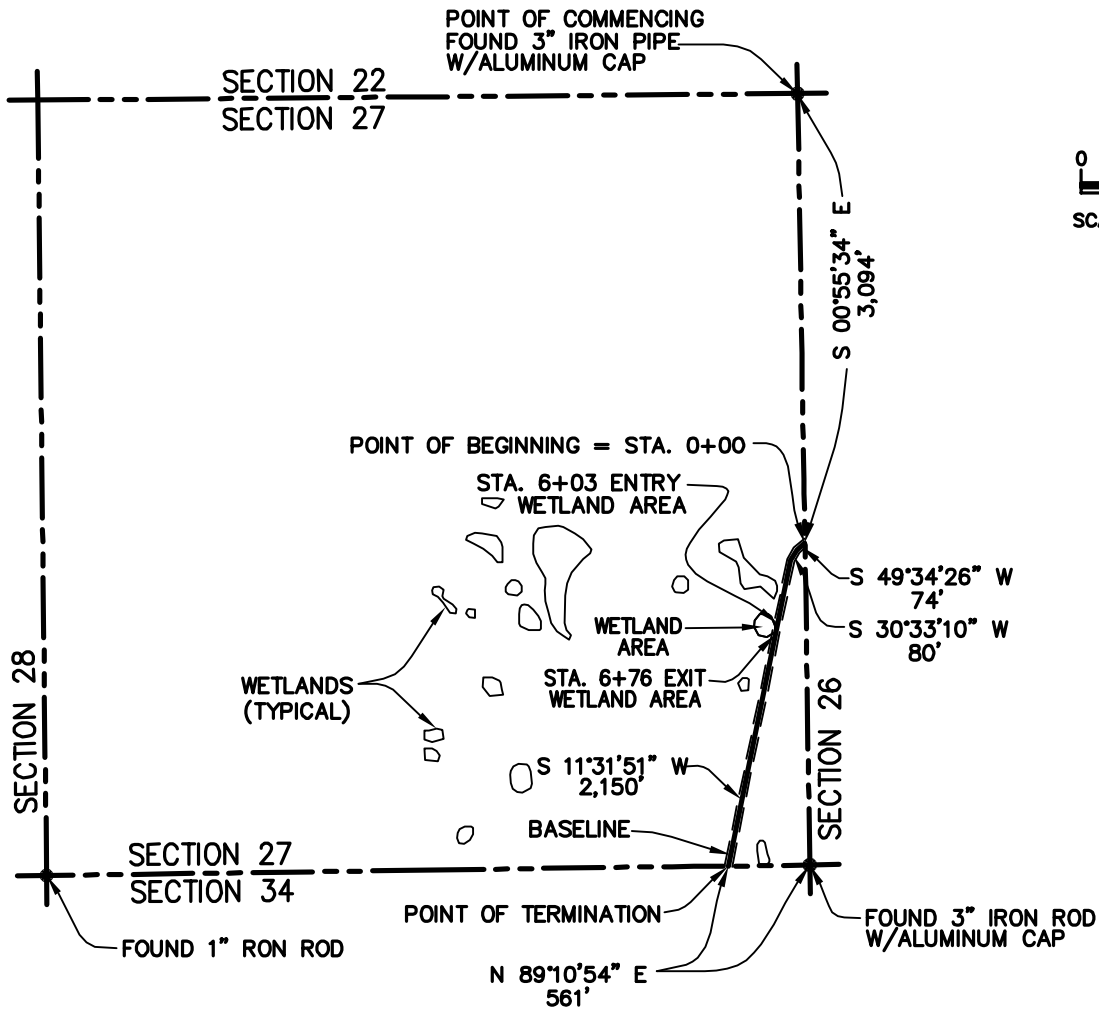 POINT OF COMMENCING
FOUND 3" IRON PIPE
W/ALUMINUM CAP
SECTION 22
SECTION 27
0
S 00°55'34" E
3,094'
POINT OF BEGINNING = STA. 0+00
STA. 6+03 ENTRY
WETLAND AREA
S 49°34'26" W
74'
S 30°33'10" W
80'
WETLAND
AREA
STA. 6+76 EXIT
WETLAND AREA
WETLANDS
(TYPICAL)
SECTION 28
SECTION 26
S 11°31'51" W
2,150'
BASELINE
SECTION 27
SECTION 34
POINT OF TERMINATION
FOUND 3" IRON ROD
W/ALUMINUM CAP
FOUND 1" RON ROD
N 89°10'54" E
561'